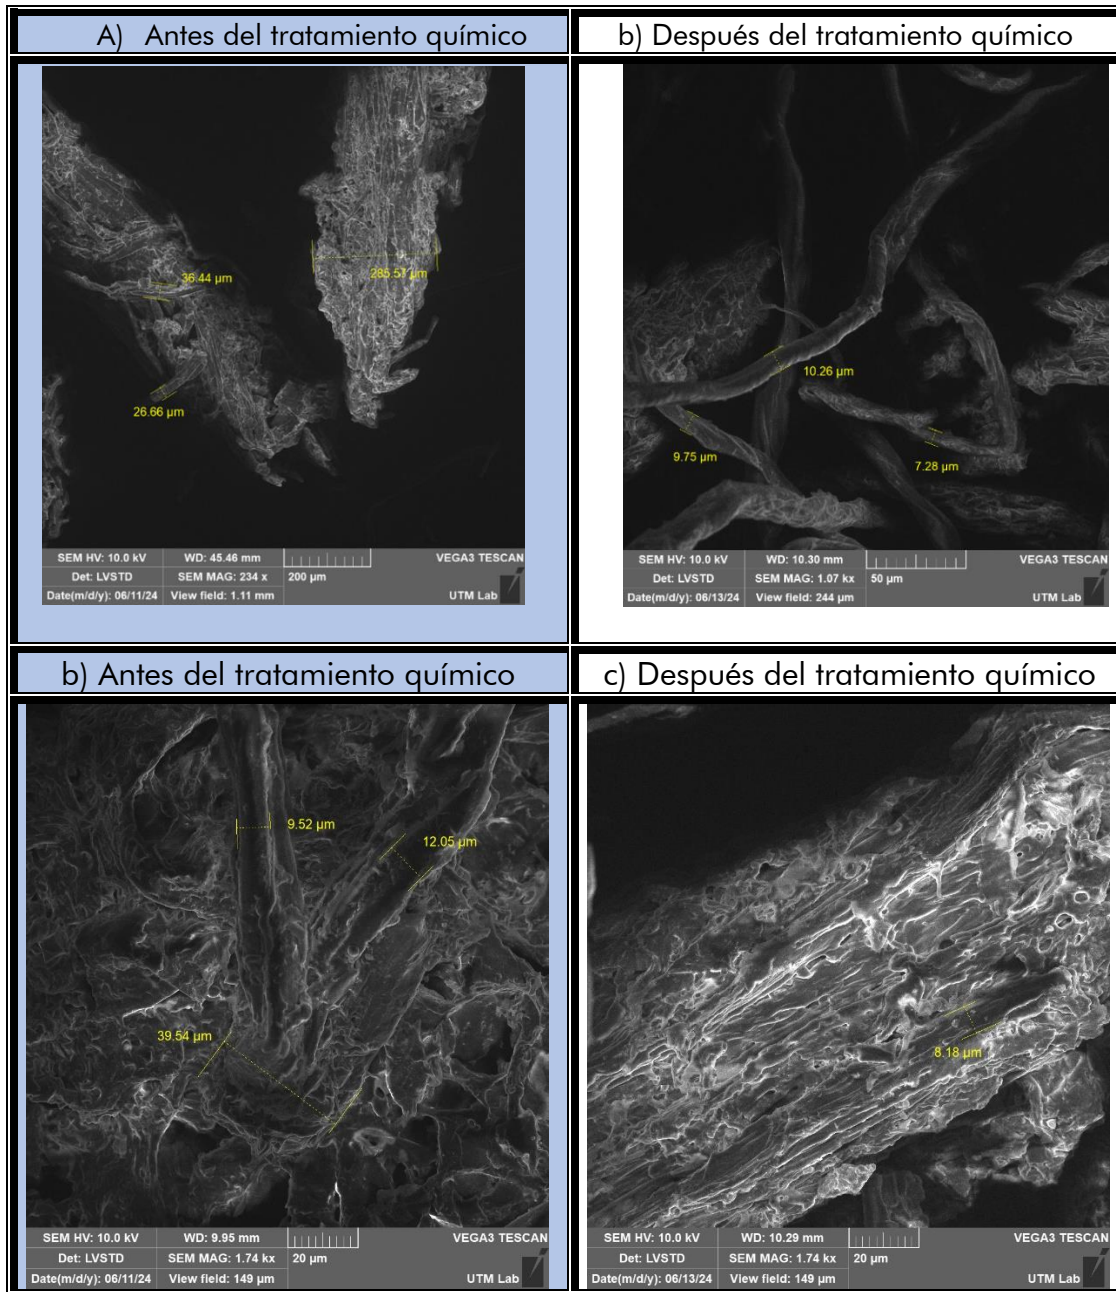 A) Antes del tratamiento químico
b) Después del tratamiento químico
36.44 µm
285.57 µm
26.66 µm
SEM HV: 10.0 kV WD: 45.46 mm VEGA3 TESCAN
Det: LVSTD SEM MAG: 234 x 200 µm
Date(m/d/y): 06/11/24 View field: 1.11 mm UTM Lab
10.26 µm
9.75 µm
7.28 µm
SEM HV: 10.0 kV WD: 10.30 mm VEGA3 TESCAN
Det: LVSTD SEM MAG: 1.07 kx 50 µm
Date(m/d/y): 06/13/24 View field: 244 µm UTM Lab
b) Antes del tratamiento químico
c) Después del tratamiento químico
9.52 µm
12.05 µm
39.54 µm
SEM HV: 10.0 kV WD: 9.95 mm VEGA3 TESCAN
Det: LVSTD SEM MAG: 1.74 kx 20 µm
Date(m/d/y): 06/11/24 View field: 149 µm UTM Lab
8.18 µm
SEM HV: 10.0 kV WD: 10.29 mm VEGA3 TESCAN
Det: LVSTD SEM MAG: 1.74 kx 20 µm
Date(m/d/y): 06/13/24 View field: 149 µm UTM Lab